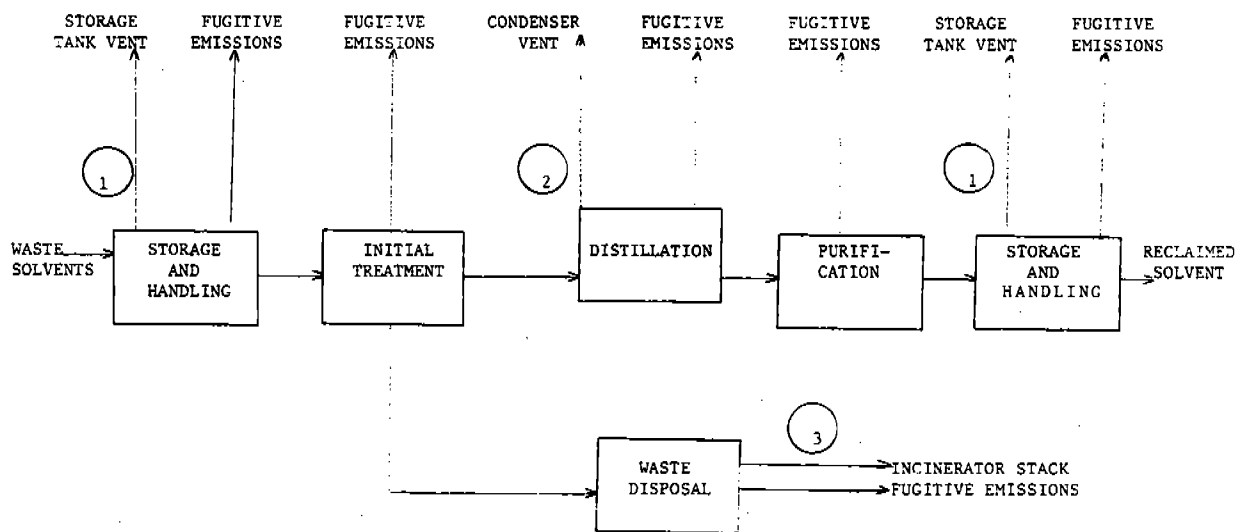 STORAGE
TANK VENT
FUGITIVE
EMISSIONS
FUGITIVE
EMISSIONS
CONDENSER
VENT
FUGITIVE
EMISSIONS
FUGITIVE
EMISSIONS
STORAGE
TANK VENT
FUGITIVE
EMISSIONS
1
2
1
WASTE
SOLVENTS
STORAGE
AND
HANDLING
INITIAL
TREATMENT
DISTILLATION
PURIFI-
CATION
STORAGE
AND
HANDLING
RECLAIMED
SOLVENT
3
WASTE
DISPOSAL
INCINERATOR STACK
FUGITIVE EMISSIONS